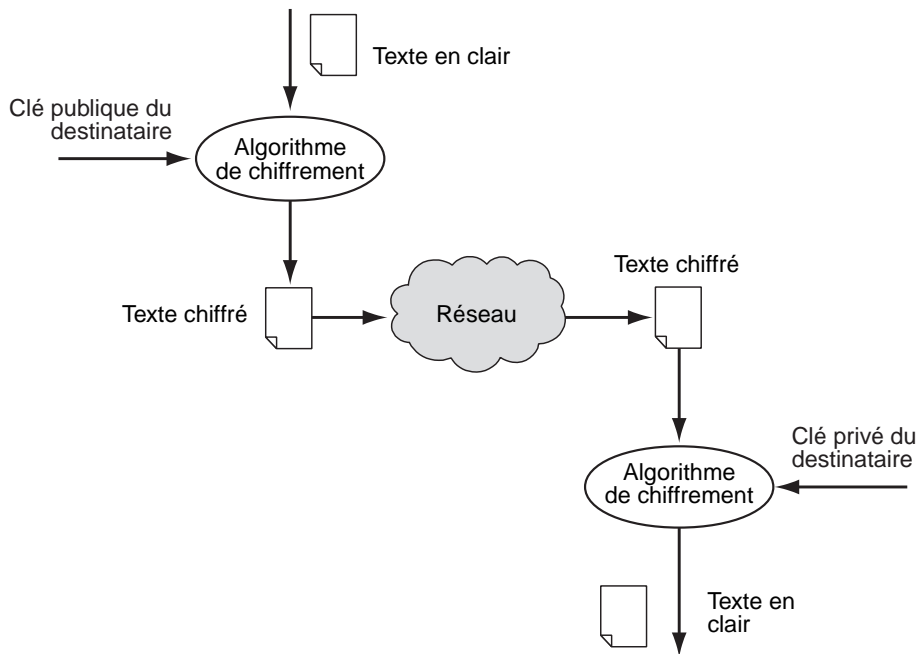 Texte en clair
Clé publique du
destinataire
Algorithme
de chiffrement
Texte chiffré
Texte chiffré
Réseau
Clé privé du
destinataire
Algorithme
de chiffrement
Texte en
clair